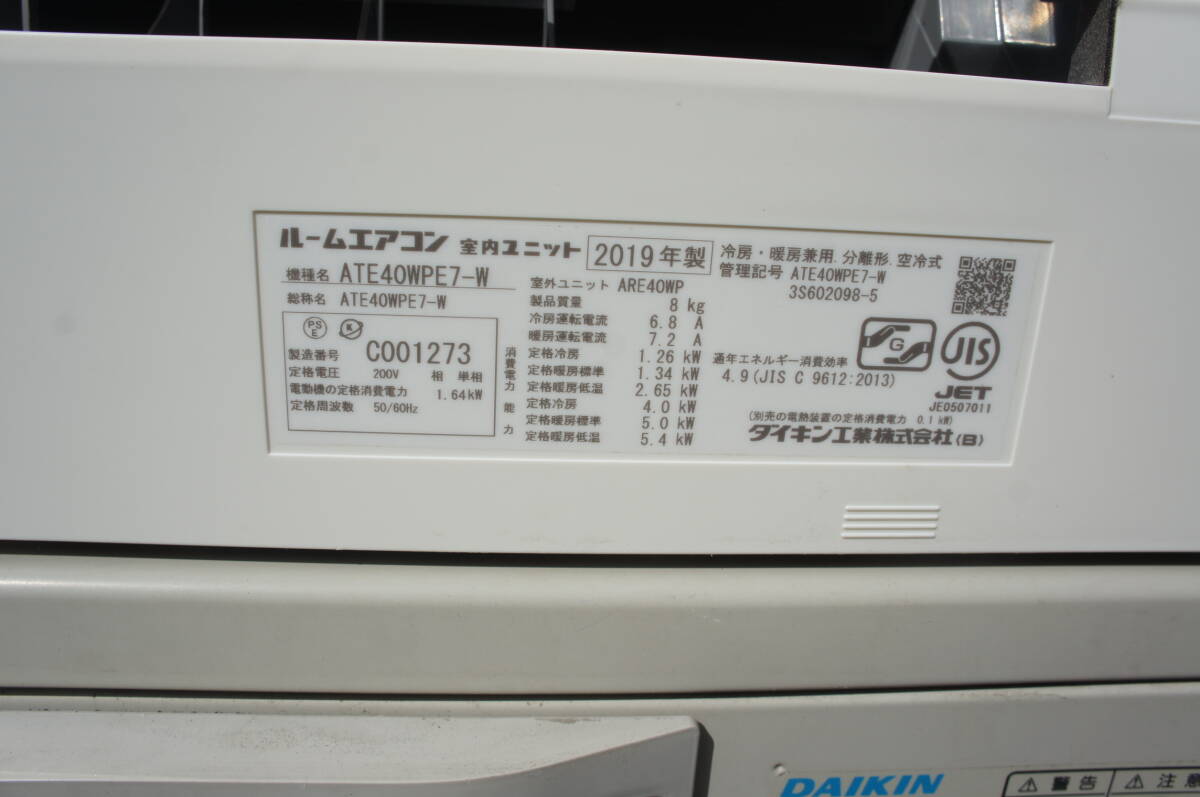 ルームエアコン 室内ユニット 2019年製
機種名 ATE40WPE7-W
総称名 ATE40WPE7-W
PSE
製造番号 C001273
定格電圧 200V 相 単相
電動機の定格消費電力 1.64kW
定格周波数 50/60Hz
室外ユニット ARE40WP
製品質量 8 kg
冷房運転電流 6.8 A
暖房運転電流 7.2 A
消費電力
定格冷房 1.26 kW
定格暖房標準 1.34 kW
定格暖房低温 2.65 kW
能力
定格冷房 4.0 kW
定格暖房標準 5.0 kW
定格暖房低温 5.4 kW
冷房・暖房兼用.分離形.空冷式
管理記号 ATE40WPE7-W
3S602098-5
G
JIS
通年エネルギー消費効率
4.9(JIS C 9612:2013)
JET
JE0507011
(別売の電熱装置の定格消費電力 0.1 kW)
ダイキン工業株式会社(B)
DAIKIN
警告
注意